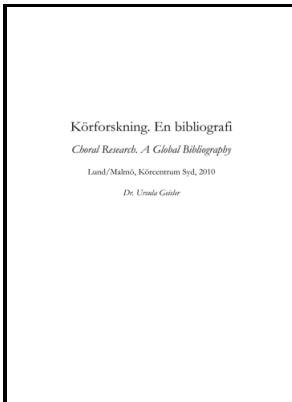 Körforskning. En bibliografi
Choral Research. A Global Bibliography
Lund/Malmö, Körcentrum Syd, 2010
Dr. Ursula Geisler